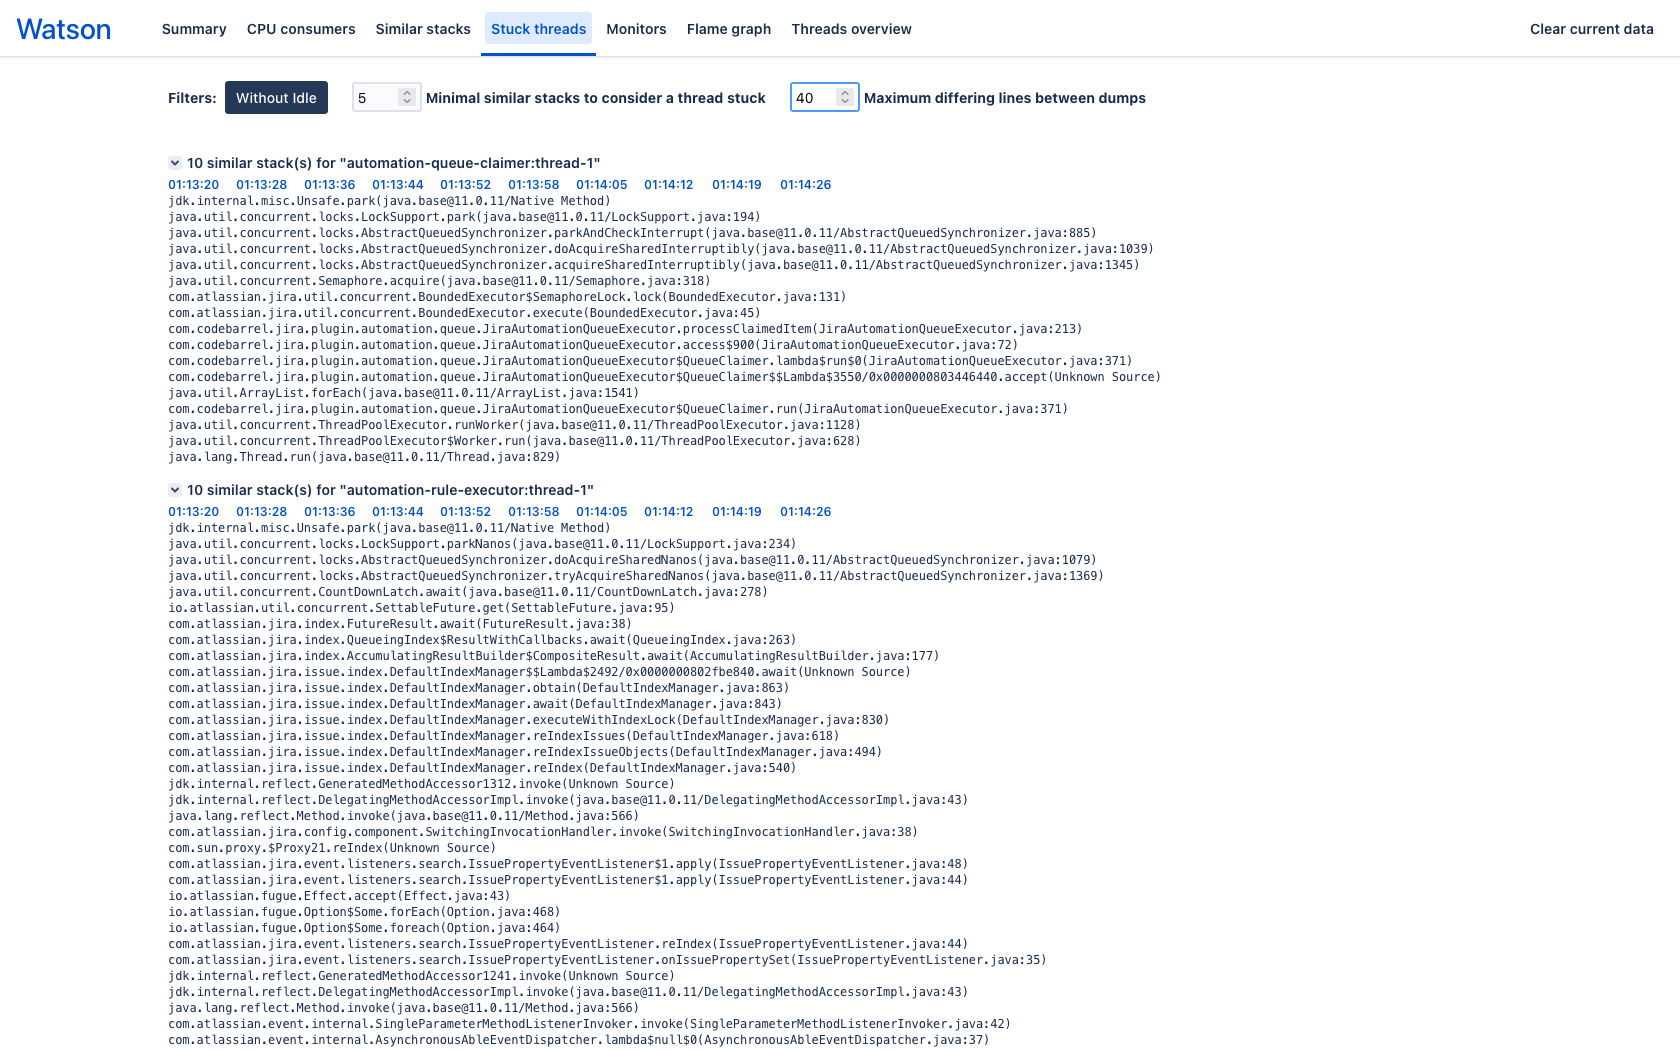 Watson Summary CPU consumers Similar stacks Stuck threads Monitors Flame graph Threads overview Clear current data
Filters: Without Idle 5 Minimal similar stacks to consider a thread stuck 40 Maximum differing lines between dumps
10 similar stack(s) for "automation-queue-claimer:thread-1"
01:13:20 01:13:28 01:13:36 01:13:44 01:13:52 01:13:58 01:14:05 01:14:12 01:14:19 01:14:26
jdk.internal.misc.Unsafe.park(java.base@11.0.11/Native Method)
java.util.concurrent.locks.LockSupport.park(java.base@11.0.11/LockSupport.java:194)
java.util.concurrent.locks.AbstractQueuedSynchronizer.parkAndCheckInterrupt(java.base@11.0.11/AbstractQueuedSynchronizer.java:885)
java.util.concurrent.locks.AbstractQueuedSynchronizer.doAcquireSharedInterruptibly(java.base@11.0.11/AbstractQueuedSynchronizer.java:1039)
java.util.concurrent.locks.AbstractQueuedSynchronizer.acquireSharedInterruptibly(java.base@11.0.11/AbstractQueuedSynchronizer.java:1345)
java.util.concurrent.Semaphore.acquire(java.base@11.0.11/Semaphore.java:318)
com.atlassian.jira.util.concurrent.BoundedExecutor$SemaphoreLock.lock(BoundedExecutor.java:131)
com.atlassian.jira.util.concurrent.BoundedExecutor.execute(BoundedExecutor.java:45)
com.codebarrel.jira.plugin.automation.queue.JiraAutomationQueueExecutor.processClaimedItem(JiraAutomationQueueExecutor.java:213)
com.codebarrel.jira.plugin.automation.queue.JiraAutomationQueueExecutor.access$900(JiraAutomationQueueExecutor.java:72)
com.codebarrel.jira.plugin.automation.queue.JiraAutomationQueueExecutor$QueueClaimer.lambda$run$0(JiraAutomationQueueExecutor.java:371)
com.codebarrel.jira.plugin.automation.queue.JiraAutomationQueueExecutor$QueueClaimer$$Lambda$3550/0x0000000803446440.accept(Unknown Source)
java.util.ArrayList.forEach(java.base@11.0.11/ArrayList.java:1541)
com.codebarrel.jira.plugin.automation.queue.JiraAutomationQueueExecutor$QueueClaimer.run(JiraAutomationQueueExecutor.java:371)
java.util.concurrent.ThreadPoolExecutor.runWorker(java.base@11.0.11/ThreadPoolExecutor.java:1128)
java.util.concurrent.ThreadPoolExecutor$Worker.run(java.base@11.0.11/ThreadPoolExecutor.java:628)
java.lang.Thread.run(java.base@11.0.11/Thread.java:829)
10 similar stack(s) for "automation-rule-executor:thread-1"
01:13:20 01:13:28 01:13:36 01:13:44 01:13:52 01:13:58 01:14:05 01:14:12 01:14:19 01:14:26
jdk.internal.misc.Unsafe.park(java.base@11.0.11/Native Method)
java.util.concurrent.locks.LockSupport.parkNanos(java.base@11.0.11/LockSupport.java:234)
java.util.concurrent.locks.AbstractQueuedSynchronizer.doAcquireSharedNanos(java.base@11.0.11/AbstractQueuedSynchronizer.java:1079)
java.util.concurrent.locks.AbstractQueuedSynchronizer.tryAcquireSharedNanos(java.base@11.0.11/AbstractQueuedSynchronizer.java:1369)
java.util.concurrent.CountDownLatch.await(java.base@11.0.11/CountDownLatch.java:278)
io.atlassian.util.concurrent.SettableFuture.get(SettableFuture.java:95)
com.atlassian.jira.index.FutureResult.await(FutureResult.java:38)
com.atlassian.jira.index.QueueingIndex$ResultWithCallbacks.await(QueueingIndex.java:263)
com.atlassian.jira.index.AccumulatingResultBuilder$CompositeResult.await(AccumulatingResultBuilder.java:177)
com.atlassian.jira.issue.index.DefaultIndexManager$$Lambda$2492/0x0000000802fbe840.await(Unknown Source)
com.atlassian.jira.issue.index.DefaultIndexManager.obtain(DefaultIndexManager.java:863)
com.atlassian.jira.issue.index.DefaultIndexManager.await(DefaultIndexManager.java:843)
com.atlassian.jira.issue.index.DefaultIndexManager.executeWithIndexLock(DefaultIndexManager.java:830)
com.atlassian.jira.issue.index.DefaultIndexManager.reIndexIssues(DefaultIndexManager.java:618)
com.atlassian.jira.issue.index.DefaultIndexManager.reIndexIssueObjects(DefaultIndexManager.java:494)
com.atlassian.jira.issue.index.DefaultIndexManager.reIndex(DefaultIndexManager.java:540)
jdk.internal.reflect.GeneratedMethodAccessor1312.invoke(Unknown Source)
jdk.internal.reflect.DelegatingMethodAccessorImpl.invoke(java.base@11.0.11/DelegatingMethodAccessorImpl.java:43)
java.lang.reflect.Method.invoke(java.base@11.0.11/Method.java:566)
com.atlassian.jira.config.component.SwitchingInvocationHandler.invoke(SwitchingInvocationHandler.java:38)
com.sun.proxy.$Proxy21.reIndex(Unknown Source)
com.atlassian.jira.event.listeners.search.IssuePropertyEventListener$1.apply(IssuePropertyEventListener.java:48)
com.atlassian.jira.event.listeners.search.IssuePropertyEventListener$1.apply(IssuePropertyEventListener.java:44)
io.atlassian.fugue.Effect.accept(Effect.java:43)
io.atlassian.fugue.Option$Some.forEach(Option.java:468)
io.atlassian.fugue.Option$Some.foreach(Option.java:464)
com.atlassian.jira.event.listeners.search.IssuePropertyEventListener.reIndex(IssuePropertyEventListener.java:44)
com.atlassian.jira.event.listeners.search.IssuePropertyEventListener.onIssuePropertySet(IssuePropertyEventListener.java:35)
jdk.internal.reflect.GeneratedMethodAccessor1241.invoke(Unknown Source)
jdk.internal.reflect.DelegatingMethodAccessorImpl.invoke(java.base@11.0.11/DelegatingMethodAccessorImpl.java:43)
java.lang.reflect.Method.invoke(java.base@11.0.11/Method.java:566)
com.atlassian.event.internal.SingleParameterMethodListenerInvoker.invoke(SingleParameterMethodListenerInvoker.java:42)
com.atlassian.event.internal.AsynchronousAbleEventDispatcher.lambda$null$0(AsynchronousAbleEventDispatcher.java:37)